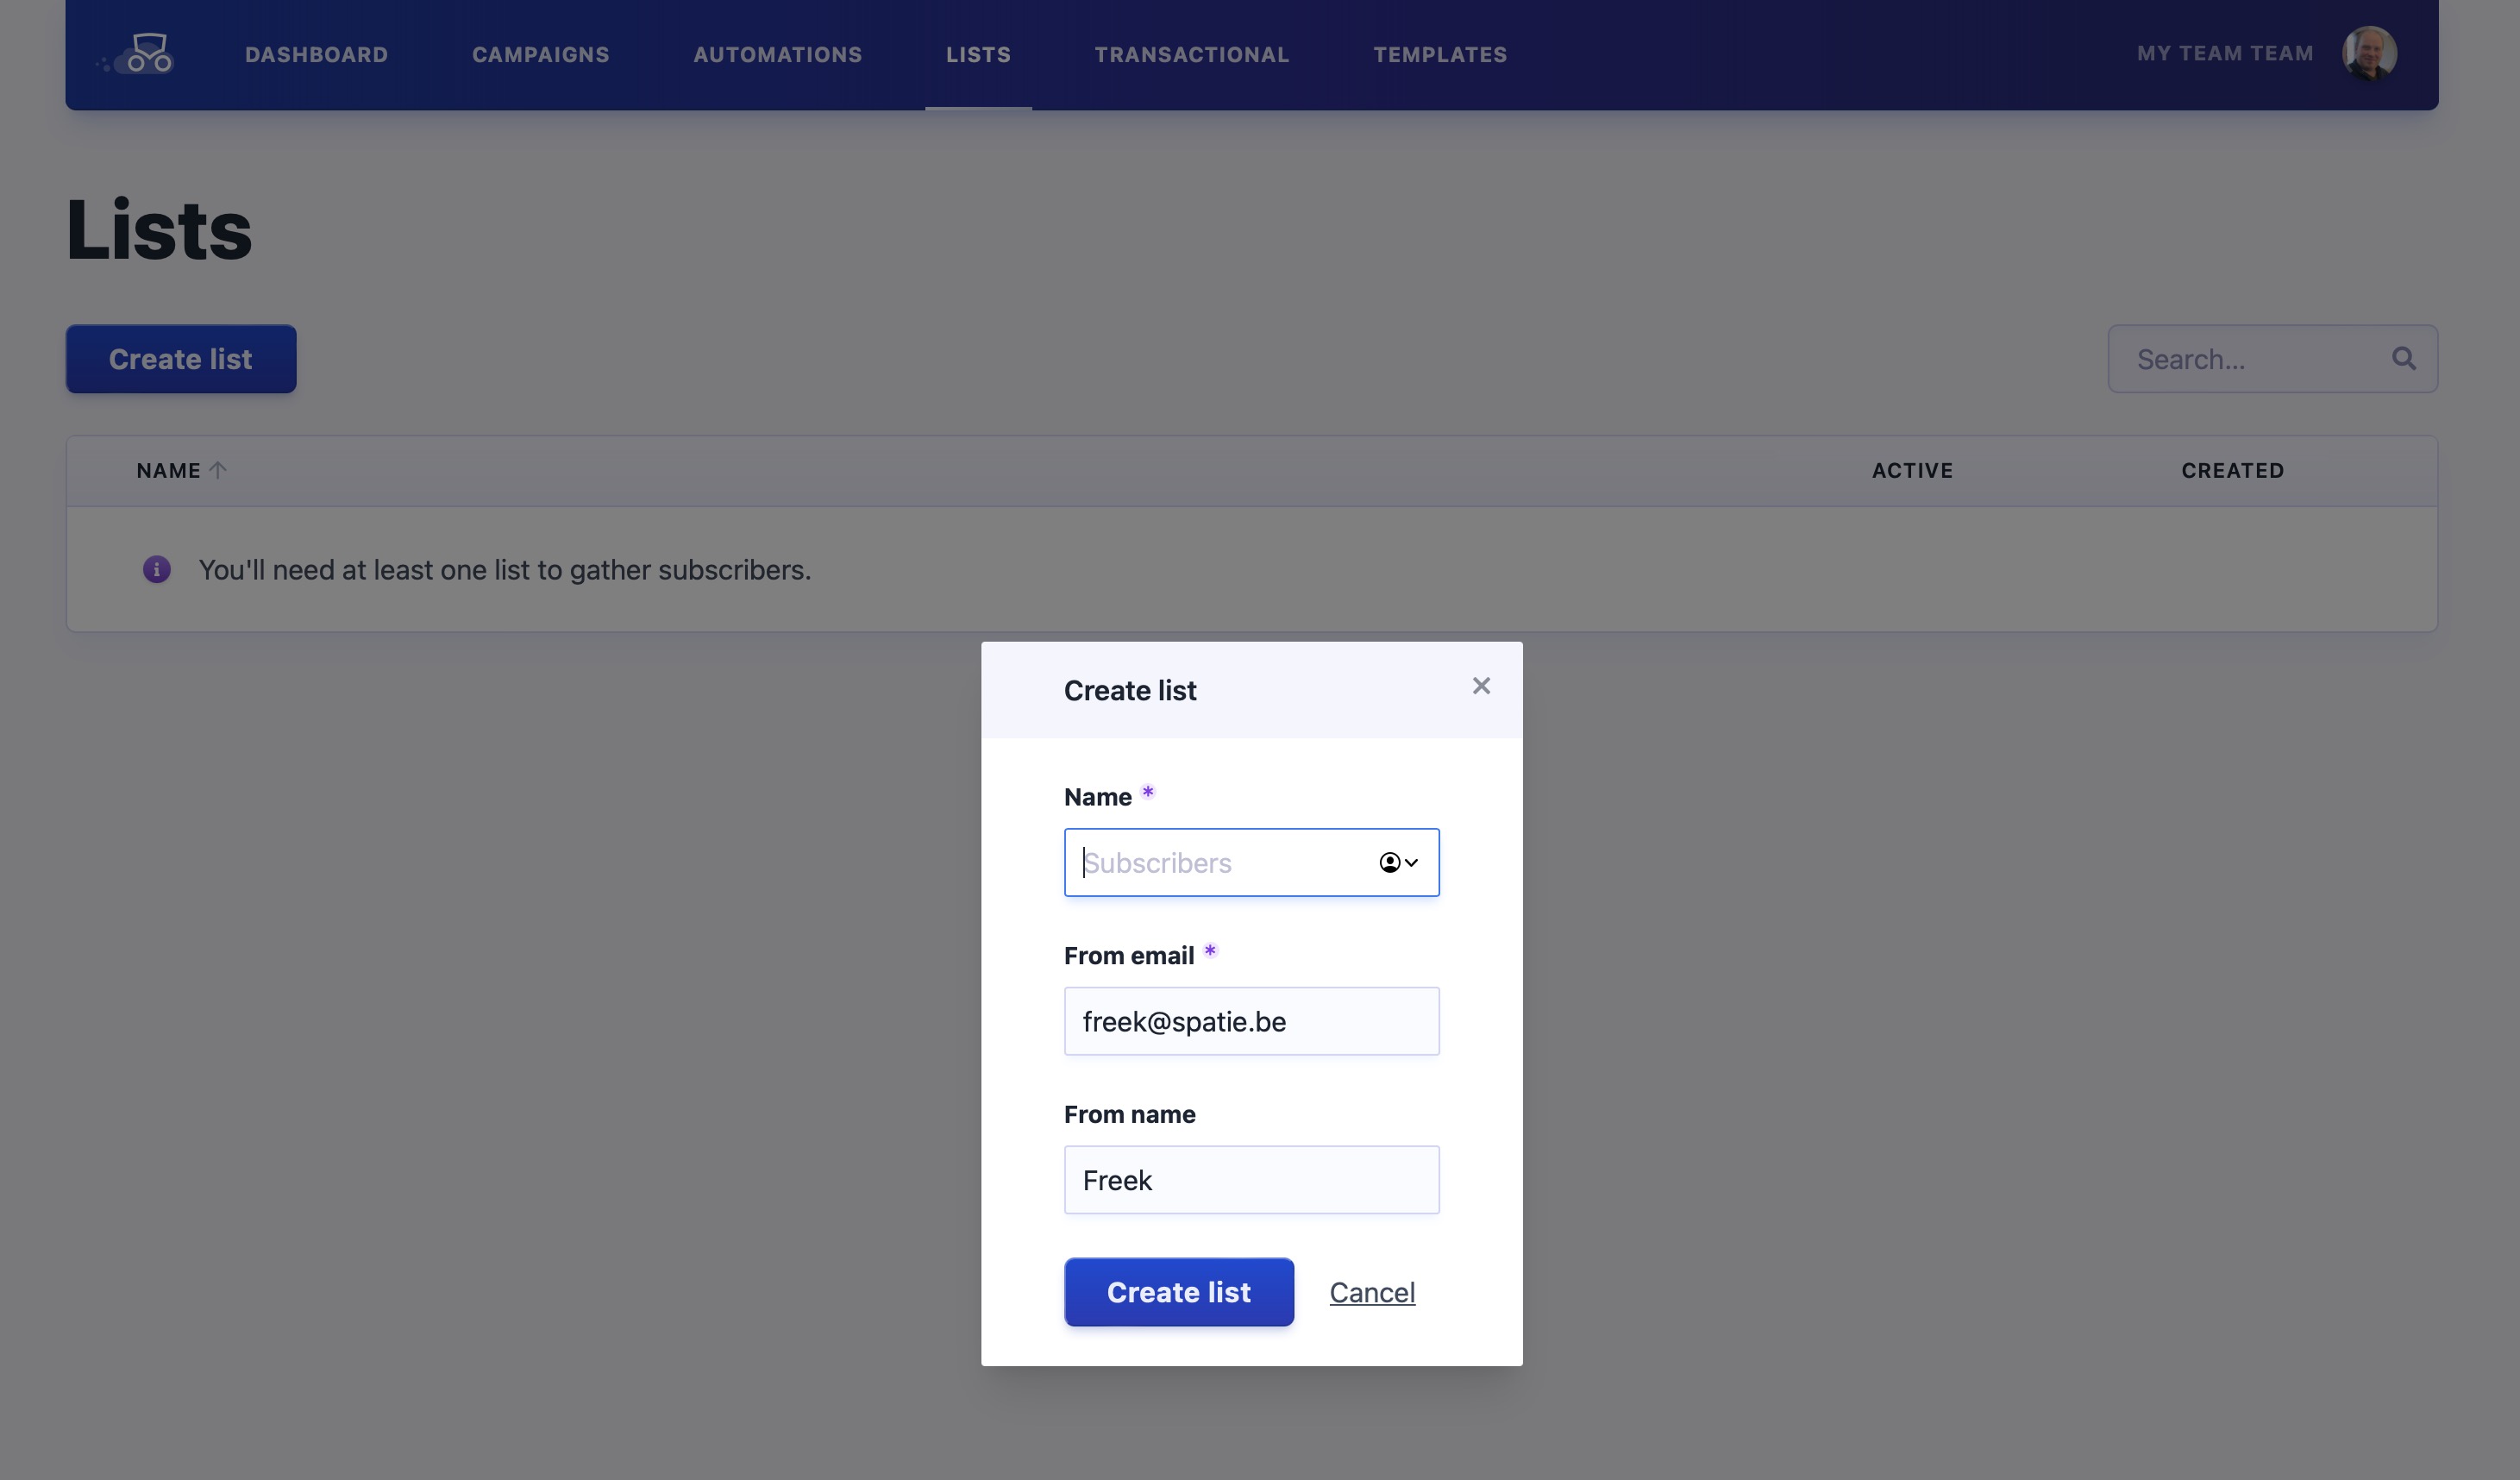 DASHBOARD CAMPAIGNS AUTOMATIONS LISTS TRANSACTIONAL TEMPLATES MY TEAM TEAM
Lists
Create list
Search...
NAME ACTIVE CREATED
You'll need at least one list to gather subscribers.
Create list
Name *
Subscribers
From email *
freek@spatie.be
From name
Freek
Create list Cancel